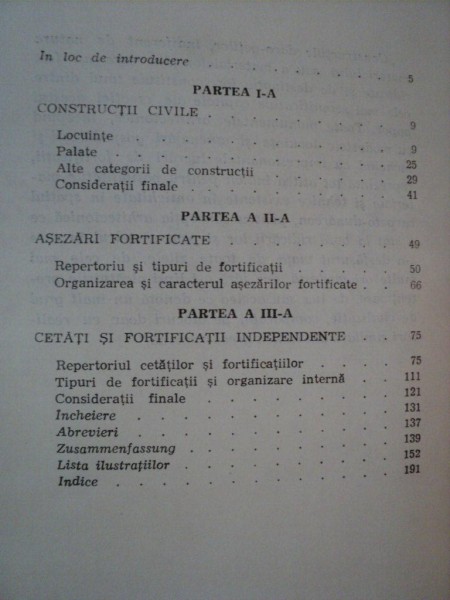 In loc de introducere . . . . . . . 5
PARTEA I-A
CONSTRUCȚII CIVILE . . . . . . . 9
Locuințe . . . . . . . . . 9
Palate . . . . . . . . . . 25
Alte categorii de construcții . . . . . 29
Considerații finale . . . . . . . 41
PARTEA A II-A
AȘEZĂRI FORTIFICATE . . . . . . 49
Repertoriu și tipuri de fortificații . . . . 50
Organizarea și caracterul așezărilor fortificate . . 66
PARTEA A III-A
CETĂȚI ȘI FORTIFICAȚII INDEPENDENTE . . 75
Repertoriul cetăților și fortificațiilor . . . . 75
Tipuri de fortificații și organizare internă . . . 111
Considerații finale . . . . . . . 121
Incheiere . . . . . . . . . 131
Abrevieri . . . . . . . . . 137
Zusammenfassung . . . . . . . 139
Lista ilustrațiilor . . . . . . . . 152
Indice . . . . . . . . . . 191